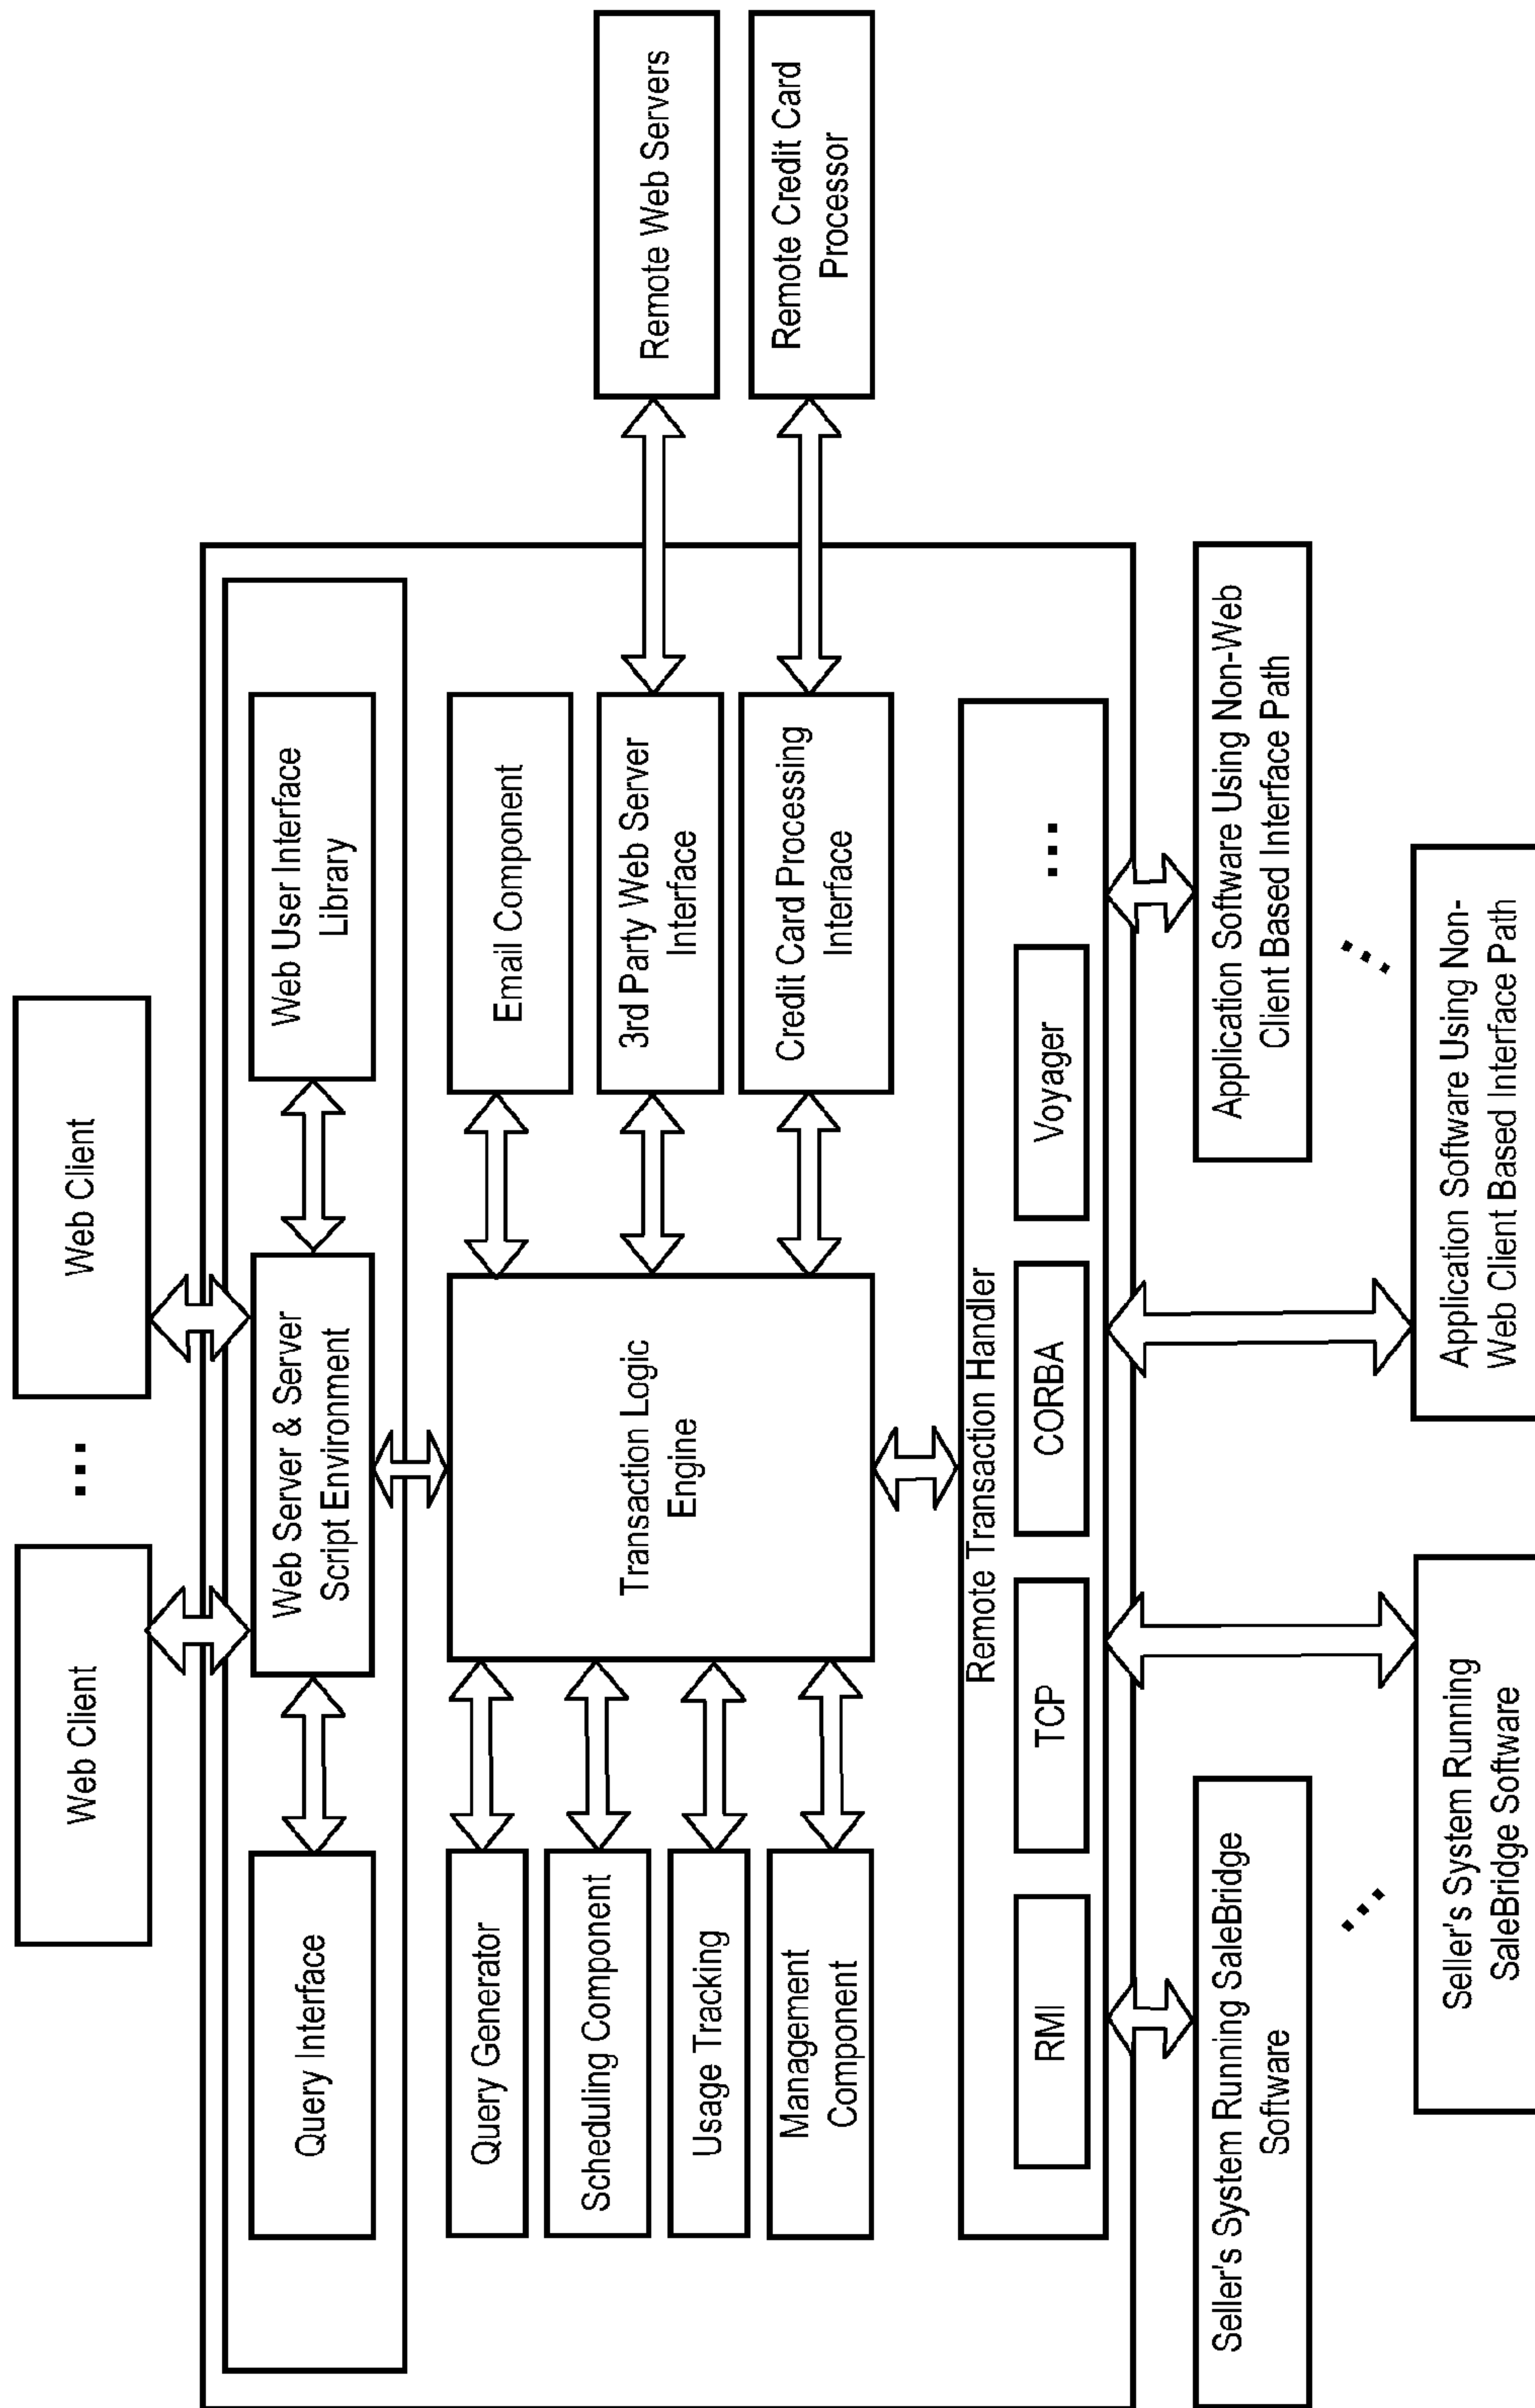 Web Client
...
Web Client
Query Interface
Web Server & Server
Script Environment
Web User Interface
Library
Query Generator
Scheduling Component
Usage Tracking
Management
Component
Transaction Logic
Engine
Email Component
3rd Party Web Server
Interface
Credit Card Processing
Interface
Remote Web Servers
Remote Credit Card
Processor
Remote Transaction Handler
RMI
TCP
CORBA
Voyager
...
Seller's System Running SaleBridge
Software
...
Seller's System Running
SaleBridge Software
Application Software Using Non-Web
Client Based Interface Path
...
Application Software Using Non-
Web Client Based Interface Path